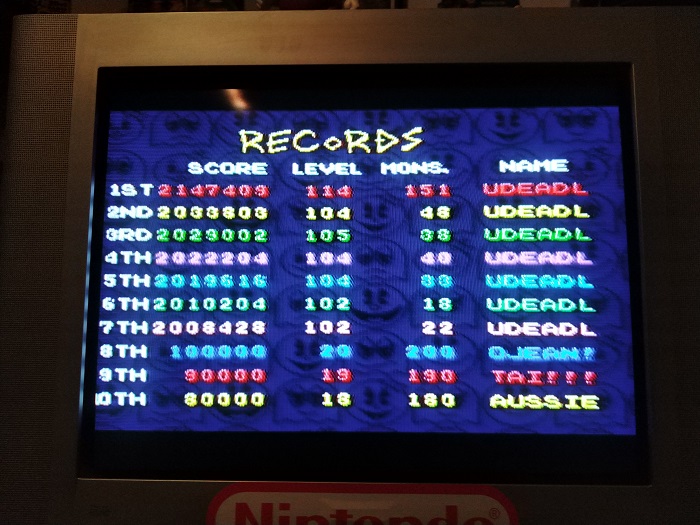 RECORDS
SCORE LEVEL MONS. NAME
1ST 2147409 114 151 UDEADL
2ND 2033803 104 48 UDEADL
3RD 2029002 105 38 UDEADL
4TH 2022204 104 40 UDEADL
5TH 2019616 104 33 UDEADL
6TH 2010204 102 18 UDEADL
7TH 2008428 102 22 UDEADL
8TH 100000 20 200
9TH 90000 19 190 TAI!!!
10TH 80000 18 180 AUSSIE
Nintendo®